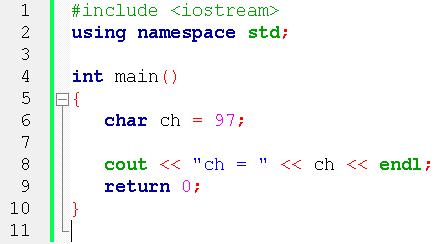 1 #include <iostream>
2 using namespace std;
3
4 int main()
5 {
6 char ch = 97;
7
8 cout << "ch = " << ch << endl;
9 return 0;
10 }
11